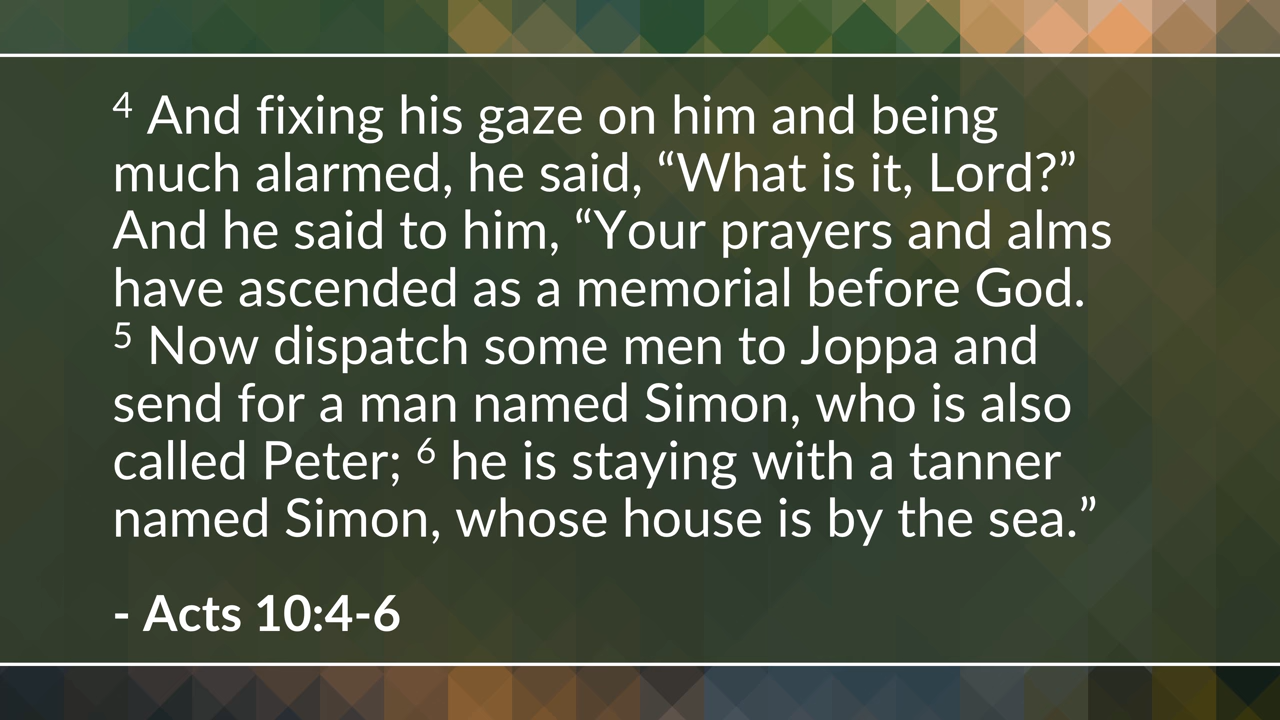 4 And fixing his gaze on him and being
much alarmed, he said, “What is it, Lord?”
And he said to him, “Your prayers and alms
have ascended as a memorial before God.
5 Now dispatch some men to Joppa and
send for a man named Simon, who is also
called Peter; 6 he is staying with a tanner
named Simon, whose house is by the sea.”
- Acts 10:4-6